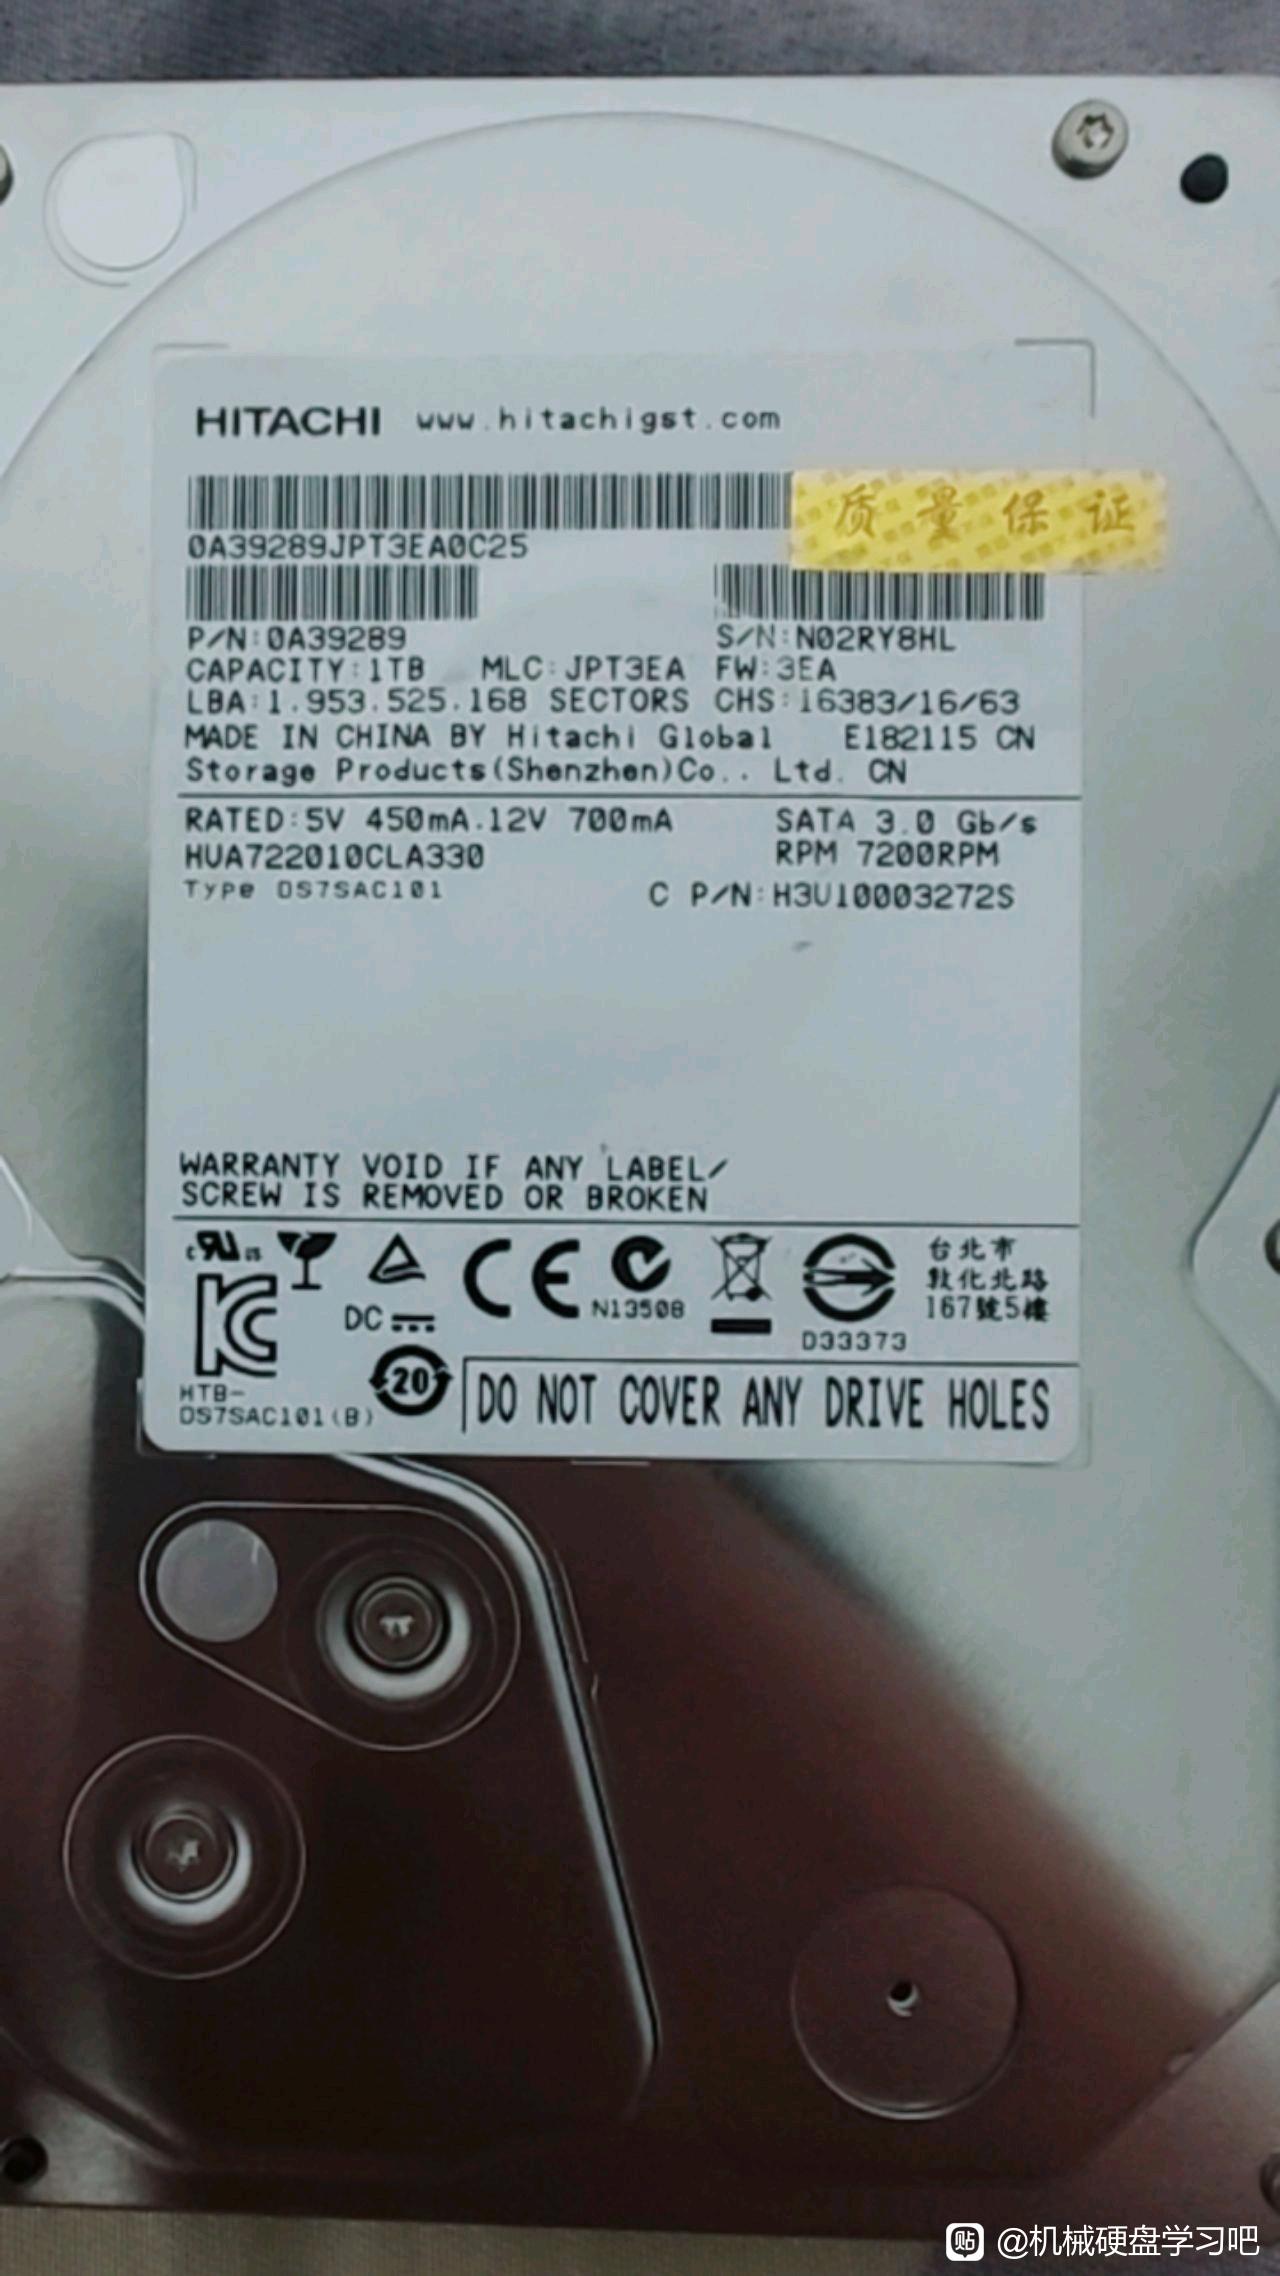 HITACHI www.hitachigst.com
质量保证
0A39289JPT3EA0C25
P/N:0A39289 S/N:N02RY8HL
CAPACITY:1TB MLC:JPT3EA FW:3EA
LBA:1.953.525.168 SECTORS CHS:16383/16/63
MADE IN CHINA BY Hitachi Global E182115 CN
Storage Products(Shenzhen)Co.. Ltd. CN
RATED:5V 450mA.12V 700mA SATA 3.0 Gb/s
HUA722010CLA330 RPM 7200RPM
Type DS7SAC101 C P/N:H3U10003272S
WARRANTY VOID IF ANY LABEL/
SCREW IS REMOVED OR BROKEN
c RU us
DC
CE
N13508
D33373
台北市
敦化北路
167號5樓
KC
HTB-
DS7SAC101(B)
20
DO NOT COVER ANY DRIVE HOLES
贴 @机械硬盘学习吧